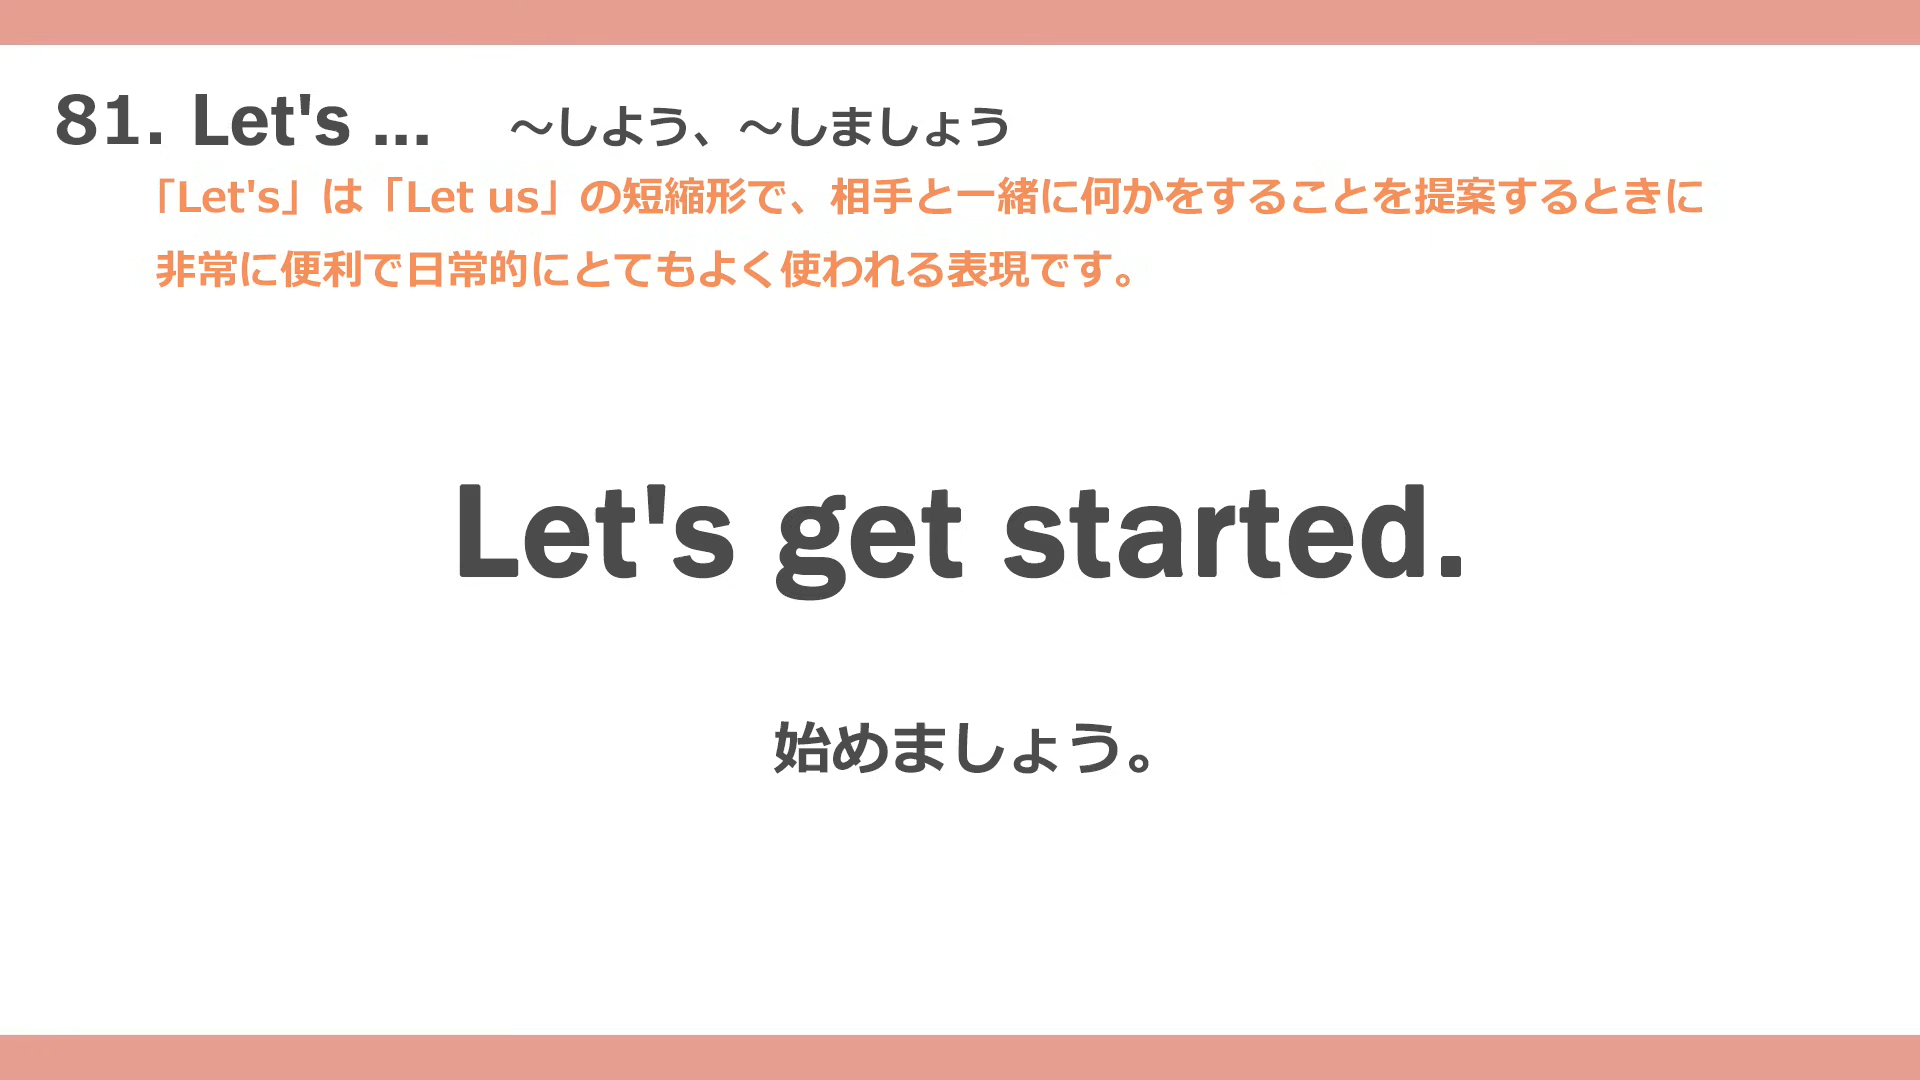 81. Let's ... ～しよう、～しましょう
「Let's」は「Let us」の短縮形で、相手と一緒に何かをすることを提案するときに
非常に便利で日常的にとてもよく使われる表現です。
Let's get started.
始めましょう。